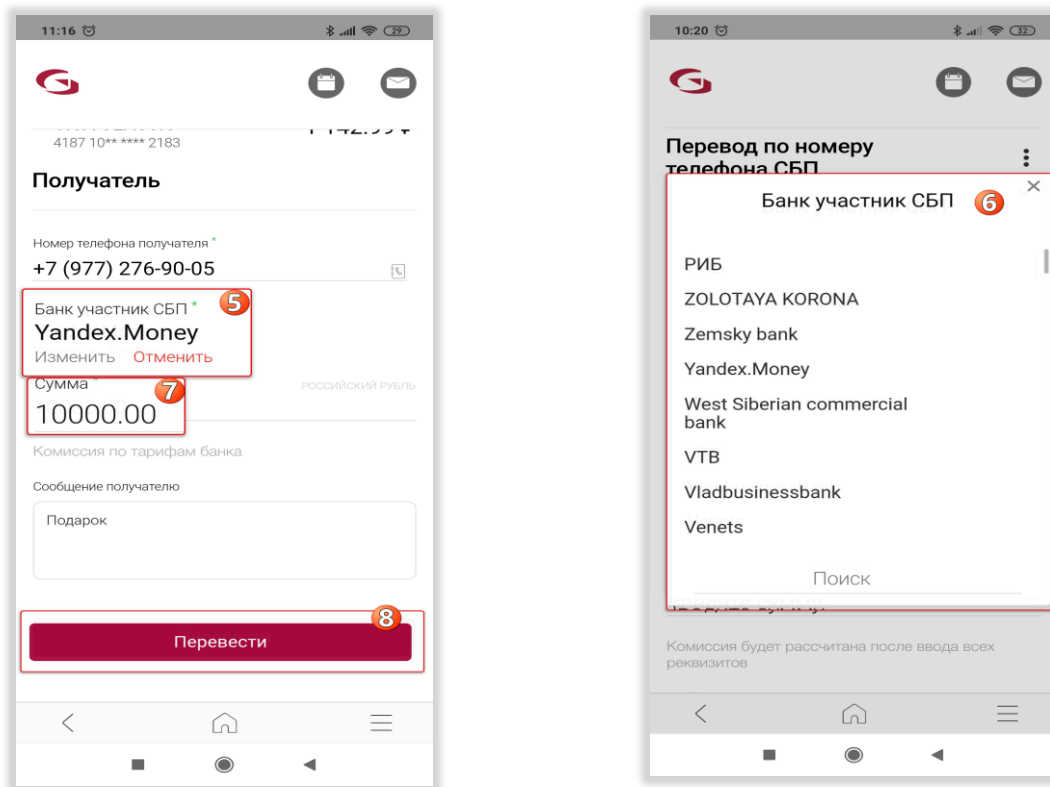 11:16
29
4187 10** **** 2183
Получатель
Номер телефона получателя *
+7 (977) 276-90-05
Банк участник СБП *
5
Yandex.Money
Изменить Отменить
Сумма *
7
РОССИЙСКИЙ РУБЛЬ
10000.00
Комиссия по тарифам банка
Сообщение получателю
Подарок
8
Перевести
10:20
32
Перевод по номеру
телефона СБП
Банк участник СБП
6
РИБ
ZOLOTAYA KORONA
Zemsky bank
Yandex.Money
West Siberian commercial
bank
VTB
Vladbusinessbank
Venets
Поиск
Комиссия будет рассчитана после ввода всех
реквизитов